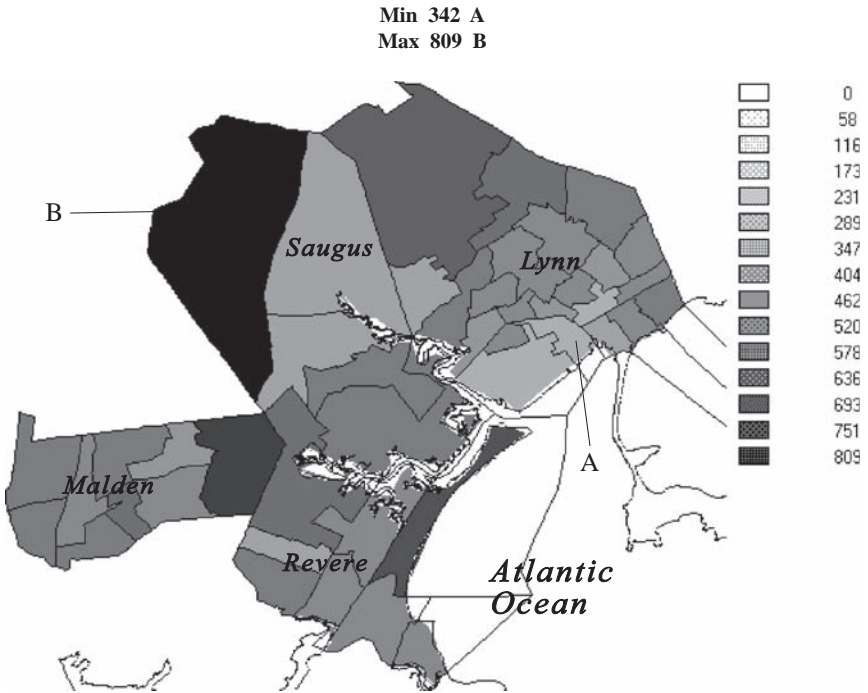 Min 342 A
Max 809 B
0
58
116
173
231
289
347
404
462
520
578
636
693
751
809
B
Saugus
Lynn
A
Malden
Revere
Atlantic
Ocean